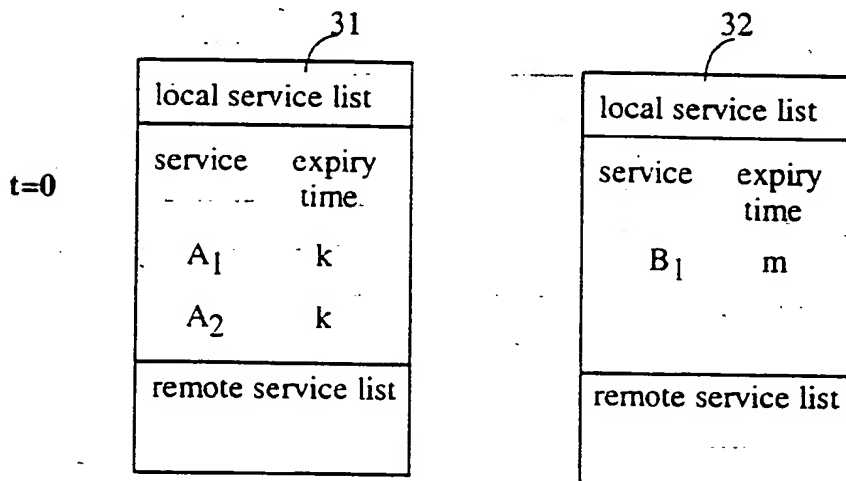 31
local service list
t=0
service expiry
time
A1 k
A2 k
remote service list
32
local service list
service expiry
time
B1 m
remote service list